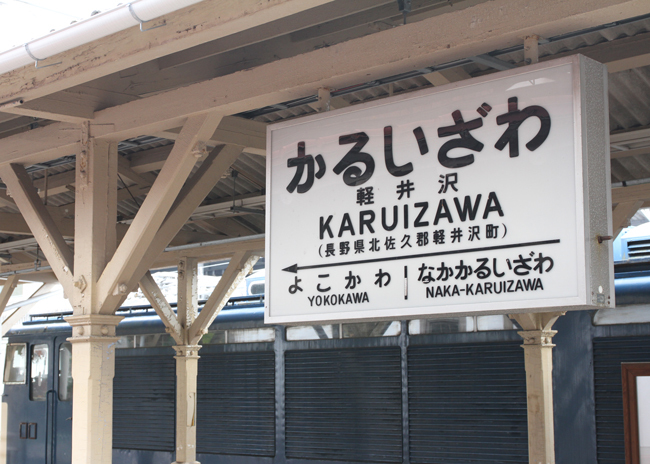 かるいざわ
軽井沢
KARUIZAWA
(長野県北佐久郡軽井沢町)
よこかわ なかかるいざわ
YOKOKAWA NAKA-KARUIZAWA